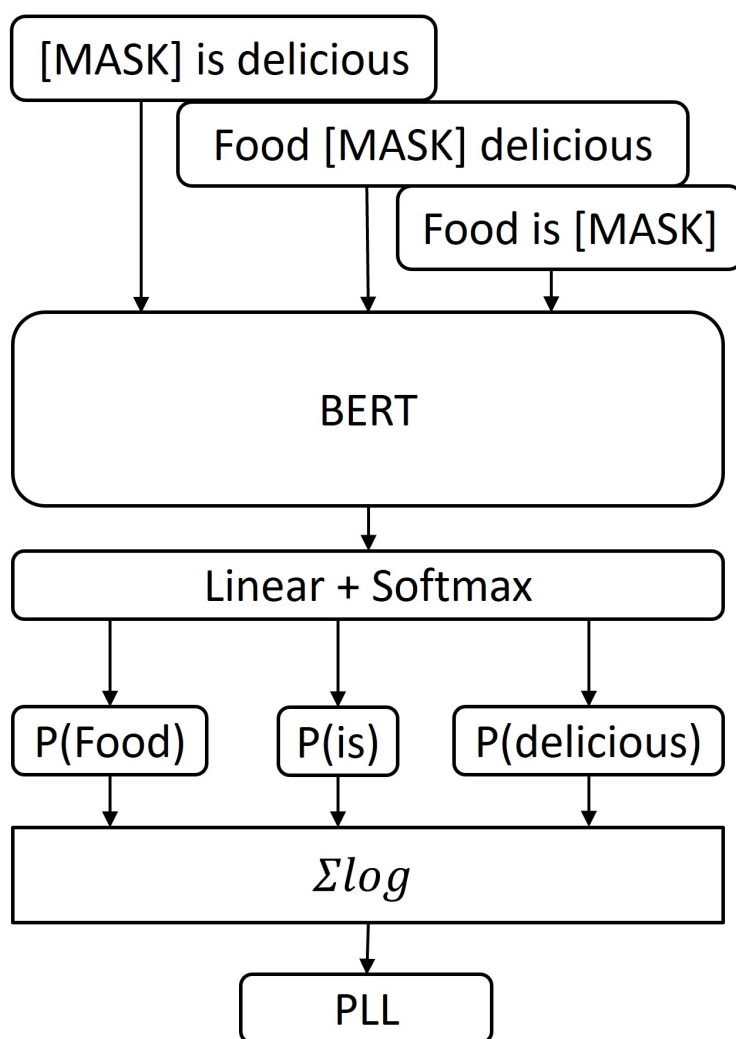 [MASK] is delicious
Food [MASK] delicious
Food is [MASK]
BERT
Linear + Softmax
P(Food) P(is) P(delicious)
Σlog
PLL